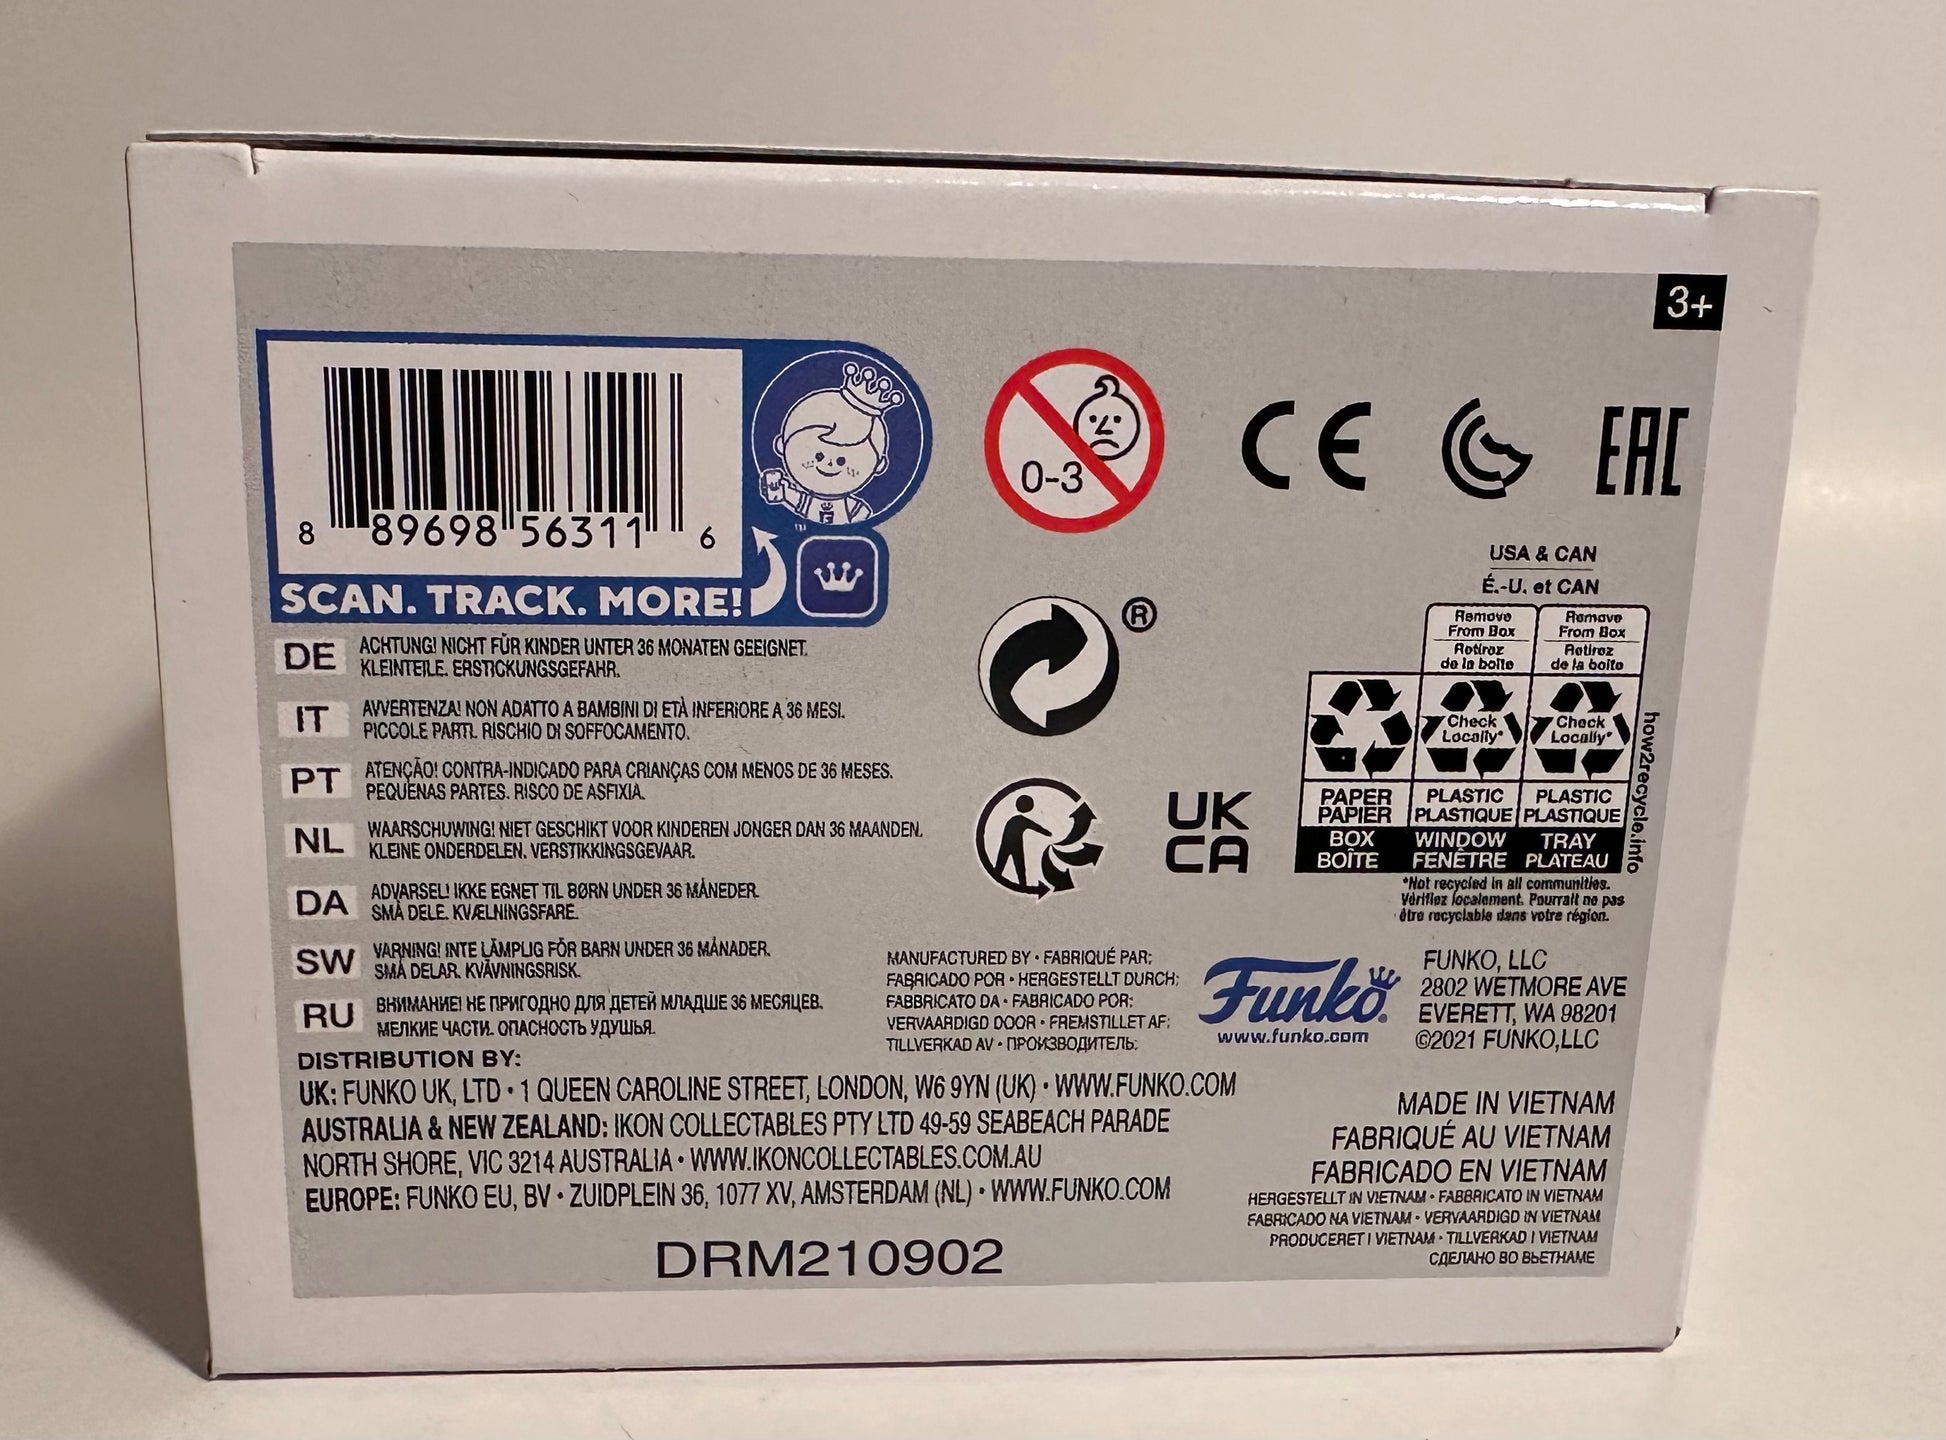 3+
8 89698 56311 6
SCAN. TRACK. MORE!
0-3
CE
EAC
USA & CAN
É.-U. et CAN
Remove
From Box
Retirez
de la boîte
Remove
From Box
Retirez
de la boîte
Check
Locally*
Check
Locally*
PAPER
PAPIER
PLASTIC
PLASTIQUE
PLASTIC
PLASTIQUE
BOX
BOÎTE
WINDOW
FENÊTRE
TRAY
PLATEAU
how2recycle.info
*Not recycled in all communities.
Vérifiez localement. Pourrait ne pas
être recyclable dans votre région.
®
UK
CA
DE ACHTUNG! NICHT FÜR KINDER UNTER 36 MONATEN GEEIGNET.
KLEINTEILE. ERSTICKUNGSGEFAHR.
IT AVVERTENZA! NON ADATTO A BAMBINI DI ETÀ INFERIORE A 36 MESI.
PICCOLE PARTI. RISCHIO DI SOFFOCAMENTO.
PT ATENÇÃO! CONTRA-INDICADO PARA CRIANÇAS COM MENOS DE 36 MESES.
PEQUENAS PARTES. RISCO DE ASFIXIA.
NL WAARSCHUWING! NIET GESCHIKT VOOR KINDEREN JONGER DAN 36 MAANDEN.
KLEINE ONDERDELEN. VERSTIKKINGSGEVAAR.
DA ADVARSEL! IKKE EGNET TIL BØRN UNDER 36 MÅNEDER.
SMÅ DELE. KVÆLNINGSFARE.
SW VARNING! INTE LÄMPLIG FÖR BARN UNDER 36 MÅNADER.
SMÅ DELAR. KVÄVNINGSRISK.
RU ВНИМАНИЕ! НЕ ПРИГОДНО ДЛЯ ДЕТЕЙ МЛАДШЕ 36 МЕСЯЦЕВ.
МЕЛКИЕ ЧАСТИ. ОПАСНОСТЬ УДУШЬЯ.
MANUFACTURED BY • FABRIQUÉ PAR:
FABRICADO POR • HERGESTELLT DURCH:
FABBRICATO DA • FABRICADO POR:
VERVAARDIGD DOOR • FREMSTILLET AF:
TILLVERKAD AV • ПРОИЗВОДИТЕЛЬ:
Funko
www.funko.com
FUNKO, LLC
2802 WETMORE AVE
EVERETT, WA 98201
©2021 FUNKO,LLC
DISTRIBUTION BY:
UK: FUNKO UK, LTD • 1 QUEEN CAROLINE STREET, LONDON, W6 9YN (UK) • WWW.FUNKO.COM
AUSTRALIA & NEW ZEALAND: IKON COLLECTABLES PTY LTD 49-59 SEABEACH PARADE
NORTH SHORE, VIC 3214 AUSTRALIA • WWW.IKONCOLLECTABLES.COM.AU
EUROPE: FUNKO EU, BV • ZUIDPLEIN 36, 1077 XV, AMSTERDAM (NL) • WWW.FUNKO.COM
MADE IN VIETNAM
FABRIQUÉ AU VIETNAM
FABRICADO EN VIETNAM
HERGESTELLT IN VIETNAM • FABBRICATO IN VIETNAM
FABRICADO NA VIETNAM • VERVAARDIGD IN VIETNAM
PRODUCERET I VIETNAM • TILLVERKAD I VIETNAM
СДЕЛАНО ВО ВЬЕТНАМЕ
DRM210902